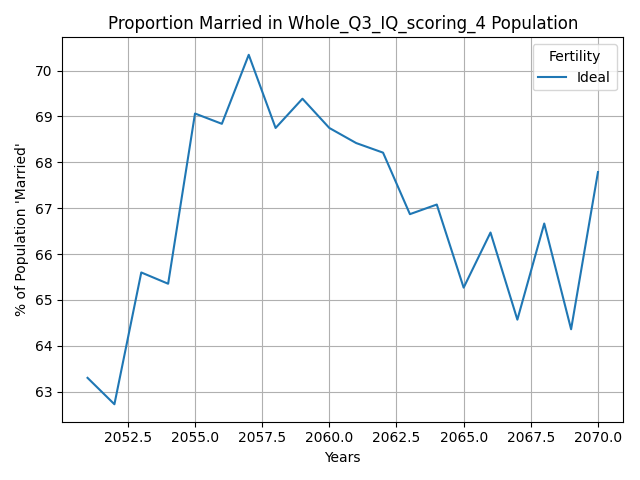 Proportion Married in Whole_Q3_IQ_scoring_4 Population
Fertility
Ideal
% of Population 'Married'
70
69
68
67
66
65
64
63
2052.5 2055.0 2057.5 2060.0 2062.5 2065.0 2067.5 2070.0
Years